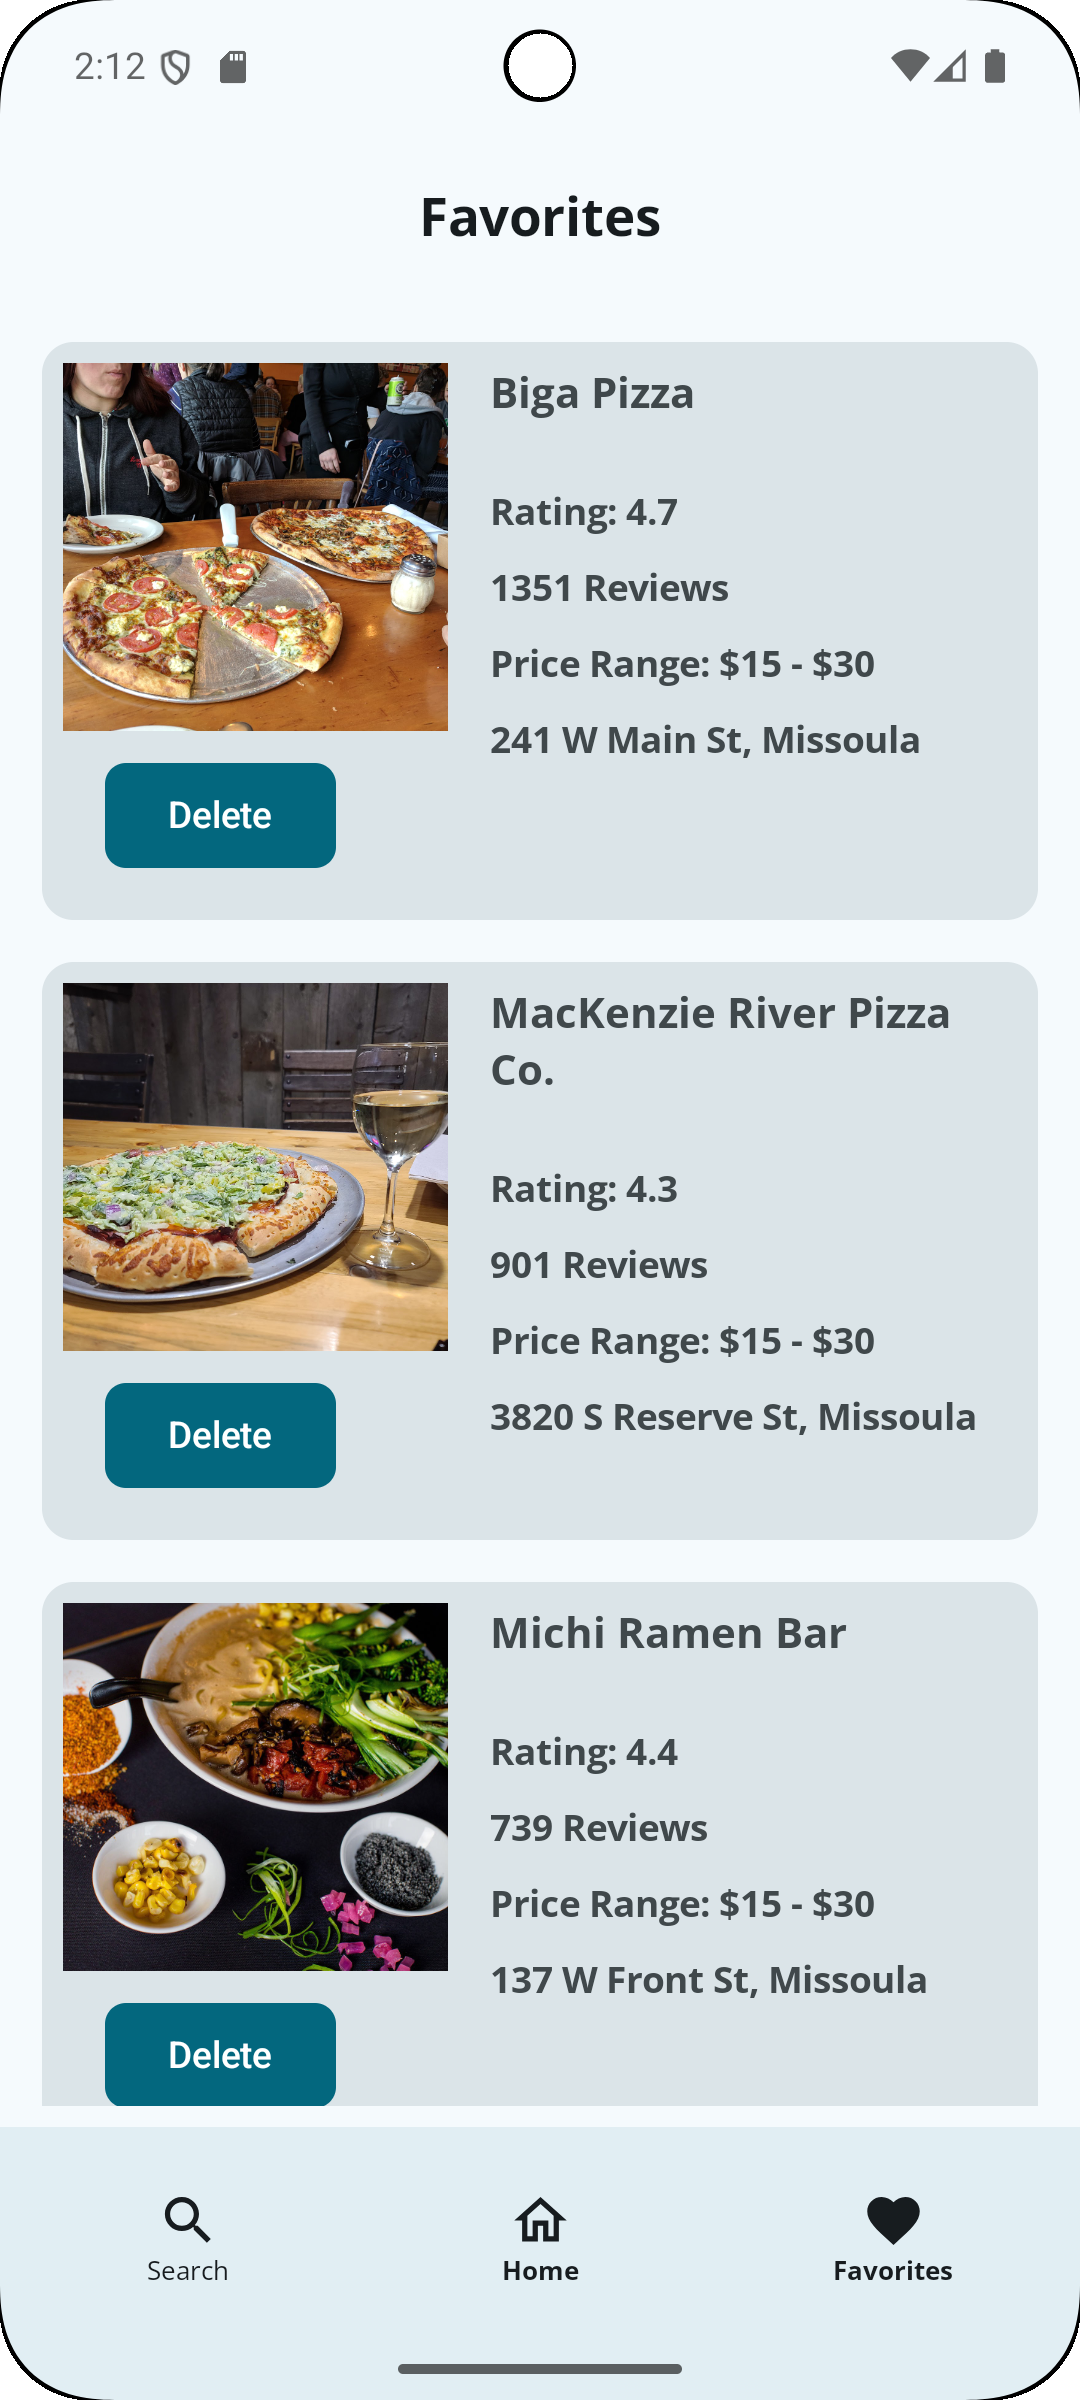 2:12
Favorites
Biga Pizza
Rating: 4.7
1351 Reviews
Price Range: $15 - $30
241 W Main St, Missoula
Delete
MacKenzie River Pizza
Co.
Rating: 4.3
901 Reviews
Price Range: $15 - $30
3820 S Reserve St, Missoula
Delete
Michi Ramen Bar
Rating: 4.4
739 Reviews
Price Range: $15 - $30
137 W Front St, Missoula
Delete
Search
Home
Favorites